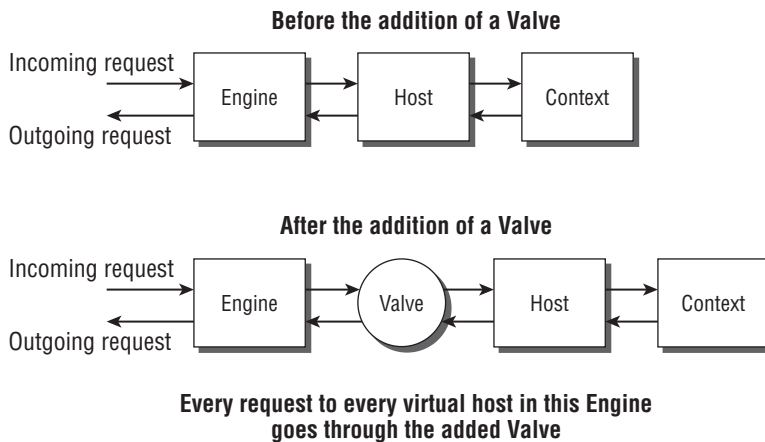 Before the addition of a Valve
Incoming request
Engine
Host
Context
Outgoing request
After the addition of a Valve
Incoming request
Engine
Valve
Host
Context
Outgoing request
Every request to every virtual host in this Engine
goes through the added Valve